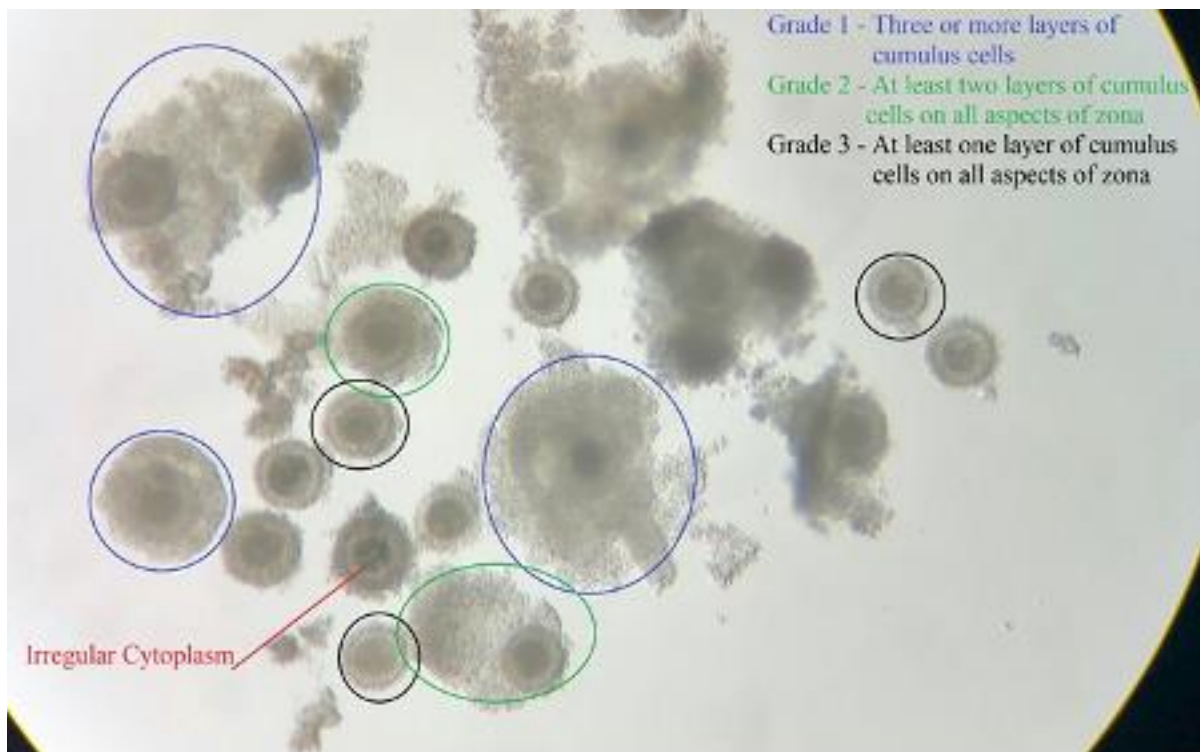 Grade 1 - Three or more layers of
cumulus cells
Grade 2 - At least two layers of cumulus
cells on all aspects of zona
Grade 3 - At least one layer of cumulus
cells on all aspects of zona
Irregular Cytoplasm